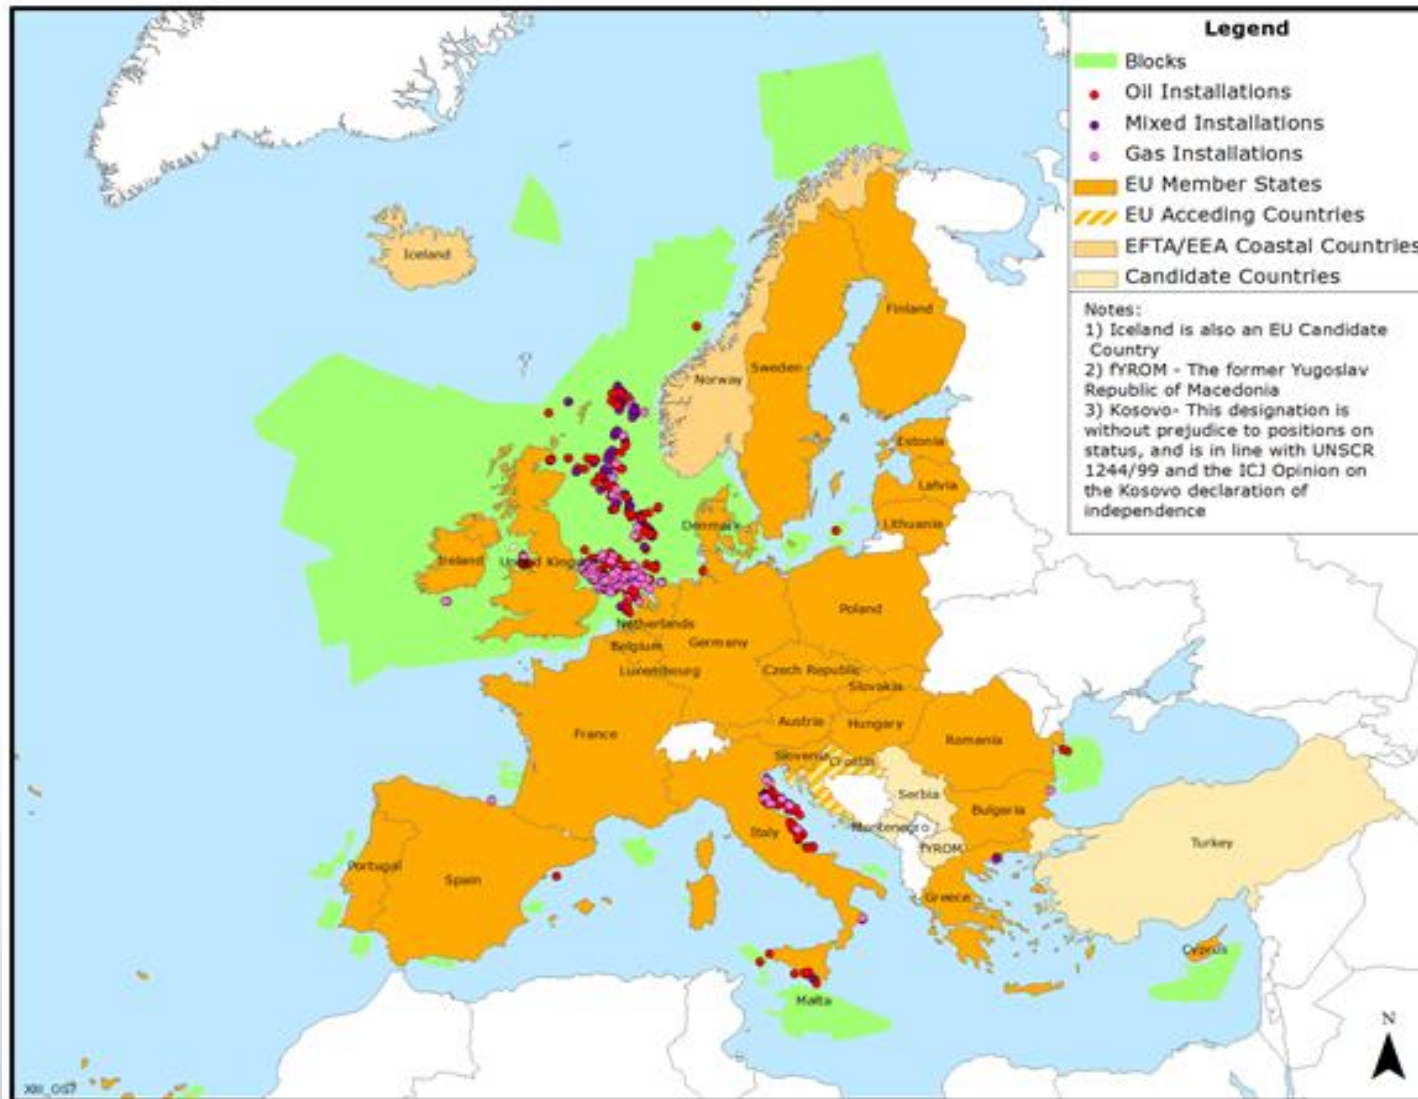 Legend
Blocks
Oil Installations
Mixed Installations
Gas Installations
EU Member States
EU Acceding Countries
EFTA/EEA Coastal Countries
Candidate Countries
Notes:
1) Iceland is also an EU Candidate
Country
2) fYROM - The former Yugoslav
Republic of Macedonia
3) Kosovo- This designation is
without prejudice to positions on
status, and is in line with UNSCR
1244/99 and the ICJ Opinion on
the Kosovo declaration of
independence
Iceland
Finland
Norway
Sweden
Estonia
Latvia
Lithuania
Denmark
Ireland
United Kingdom
Poland
Netherlands
Germany
Belgium
Luxembourg
Czech Republic
Slovakia
Austria
Hungary
France
Romania
Slovenia
Croatia
Serbia
Bulgaria
Montenegro
Italy
fYROM
Turkey
Portugal
Spain
Greece
Cyprus
Malta
N